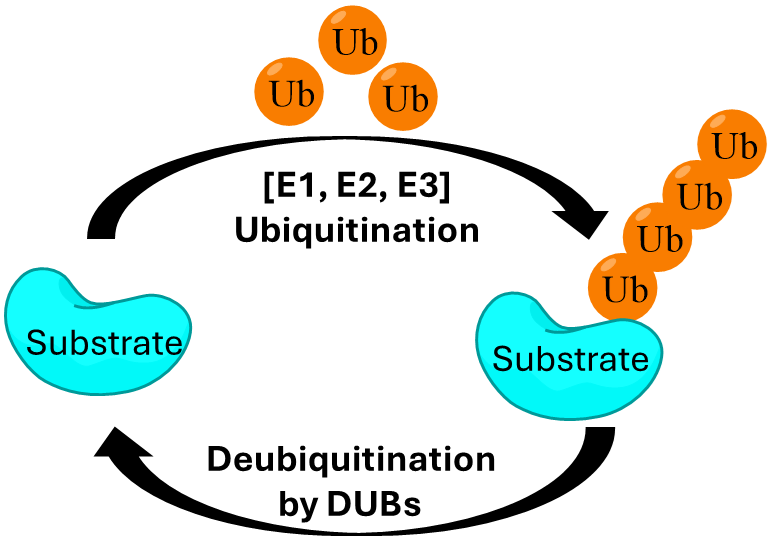 Ub
Ub
Ub
[E1, E2, E3]
Ubiquitination
Ub
Ub
Ub
Ub
Substrate
Substrate
Deubiquitination
by DUBs